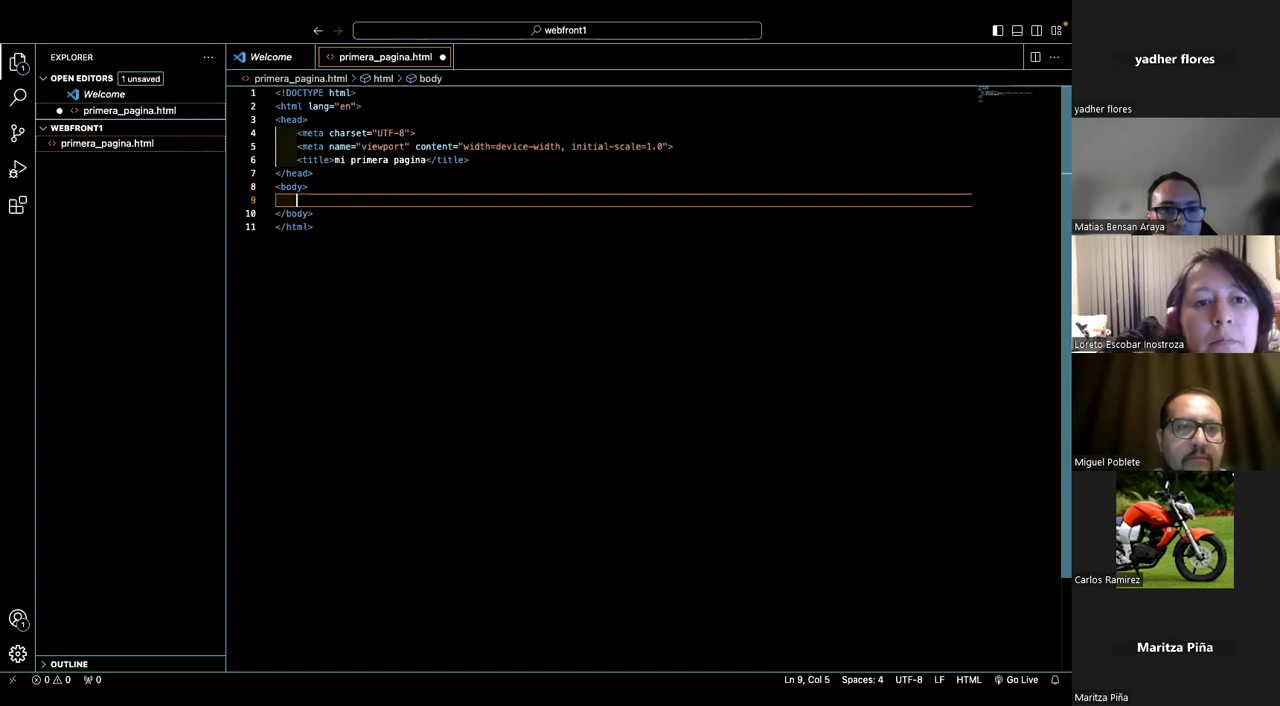 webfront1
EXPLORER
Welcome
primera_pagina.html
OPEN EDITORS
1 unsaved
Welcome
primera_pagina.html
WEBFRONT1
primera_pagina.html
primera_pagina.html > html > body
1 <!DOCTYPE html>
2 <html lang="en">
3 <head>
4 <meta charset="UTF-8">
5 <meta name="viewport" content="width=device-width, initial-scale=1.0">
6 <title>mi primera pagina</title>
7 </head>
8 <body>
9
10 </body>
11 </html>
1
1
OUTLINE
0 0 0
Ln 9, Col 5
Spaces: 4
UTF-8
LF
HTML
Go Live
yadher flores
yadher flores
Matias Bensan Araya
Loreto Escobar Inostroza
Miguel Poblete
Carlos Ramirez
Maritza Piña
Maritza Piña